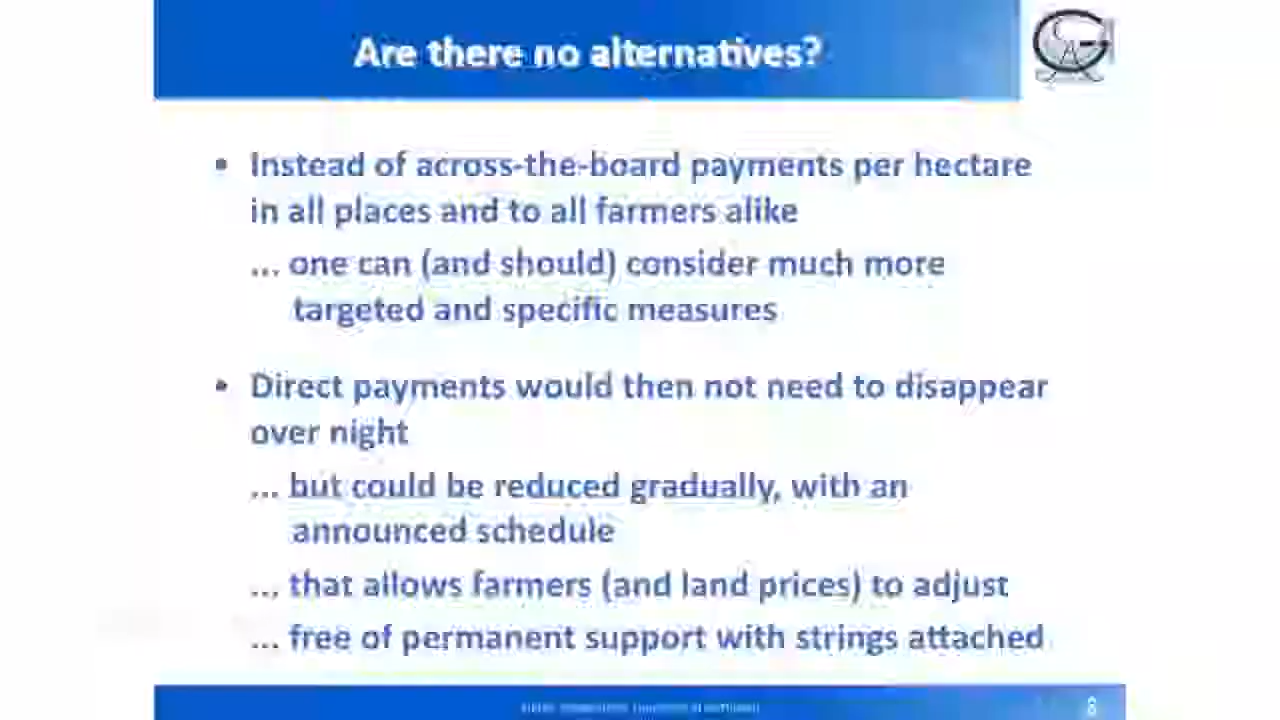 Are there no alternatives?
• Instead of across-the-board payments per hectare
in all places and to all farmers alike
... one can (and should) consider much more
targeted and specific measures
• Direct payments would then not need to disappear
over night
... but could be reduced gradually, with an
announced schedule
... that allows farmers (and land prices) to adjust
... free of permanent support with strings attached
8